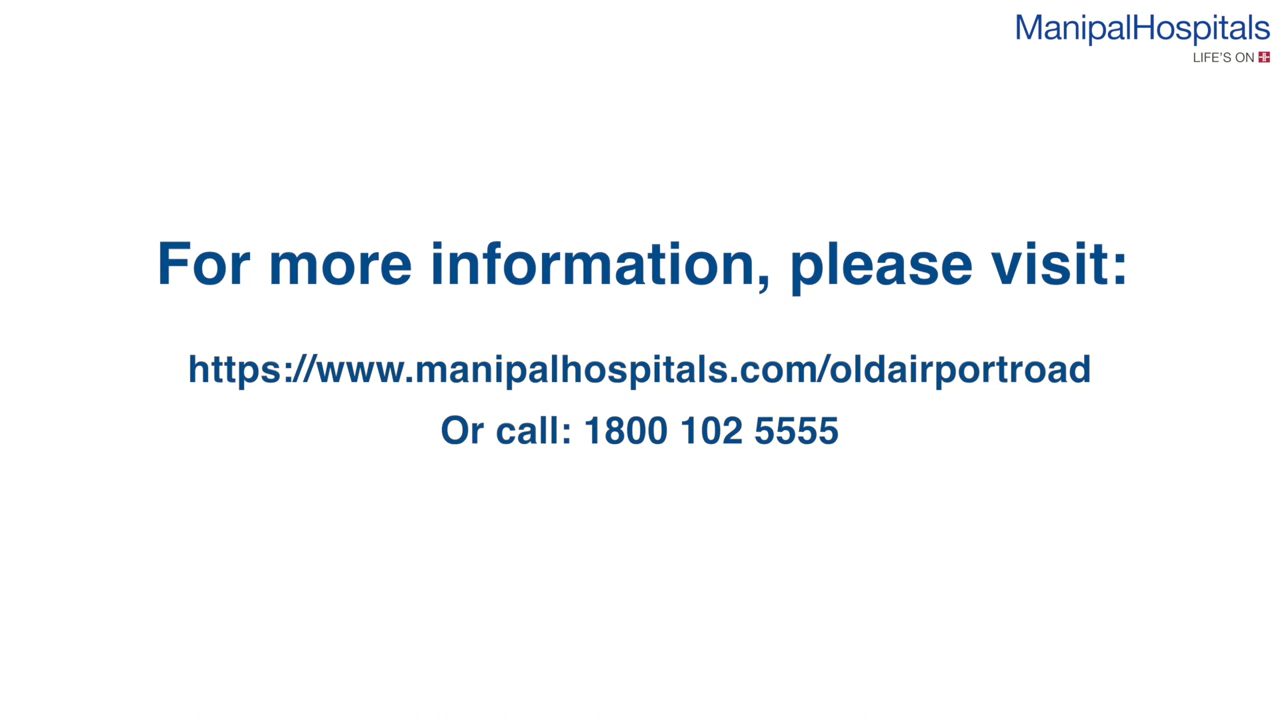 ManipalHospitals
LIFE'S ON
For more information, please visit:
https://www.manipalhospitals.com/oldairportroad
Or call: 1800 102 5555